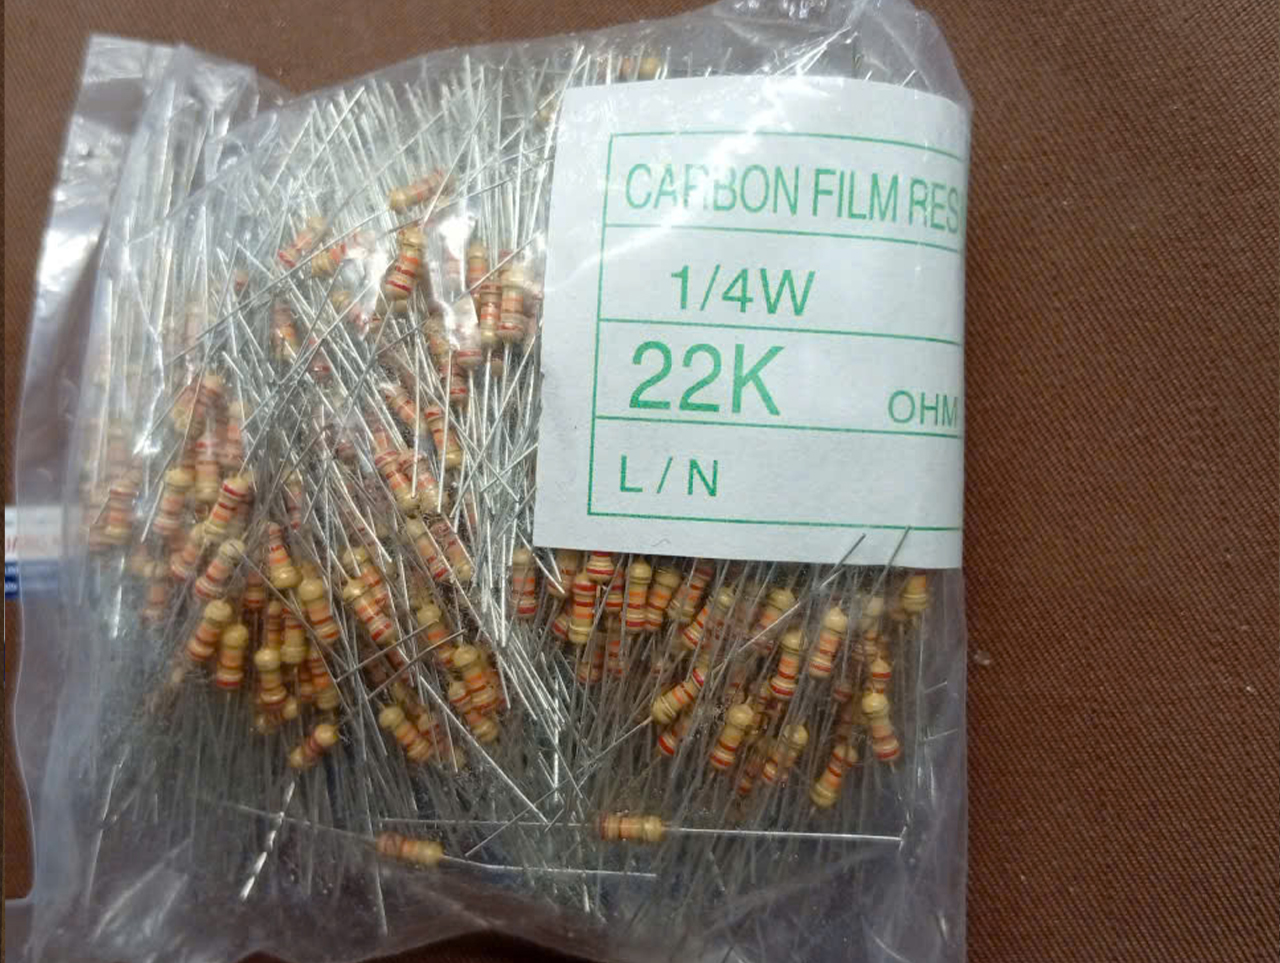 CARBON FILM RES
1/4W
22K OHM
L / N